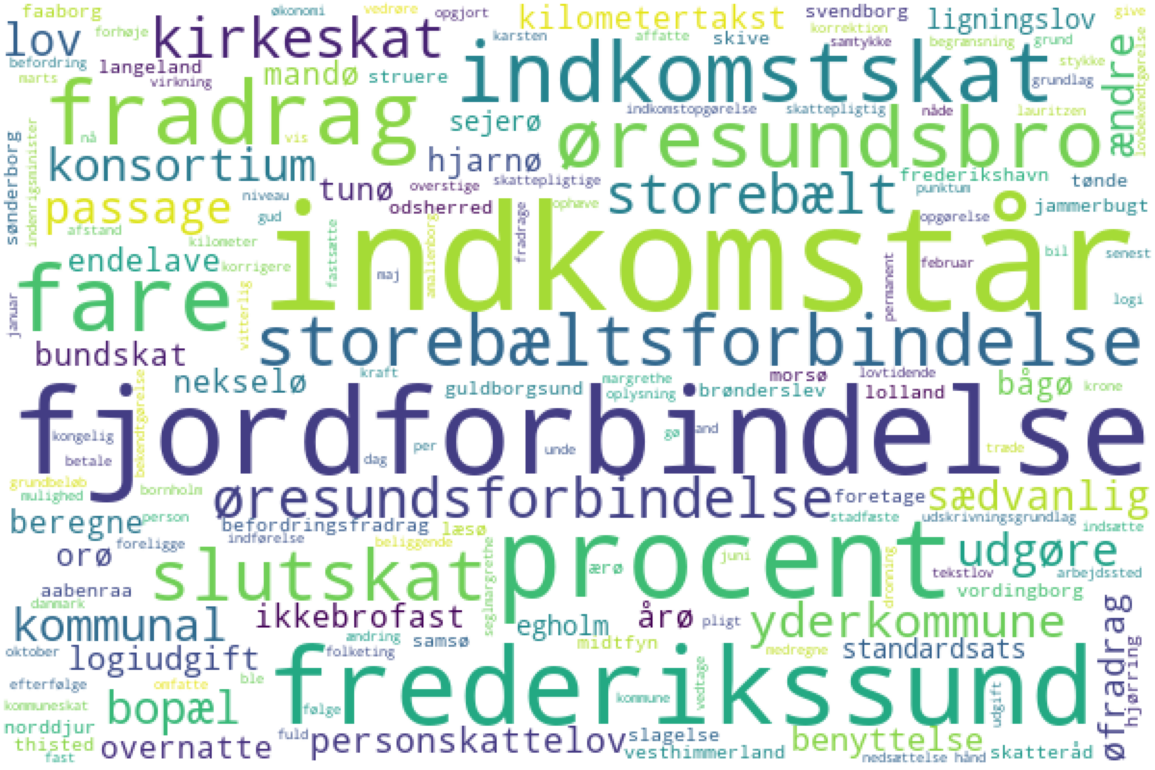 faaborg økonomi vedrøre opgjort kilometertakst svendborg ligningslov give
lov forhøje kirkeskat karsten affatte skive korrektion samtykke begrænsning grund ændre
befordring langeland virkning mandø struere indkomstskat stykke grundlag
marts fradrag sejerø indkomstopgørelse skattepligtig nåde lauritzen lovbekendtgørelse
sønderborg indenrigsminister nå vis øresundsbro
konsortium hjarnø frederikshavn
niveau tunø overstige skattepligtige storebælt punktum tønde
passage gud odsherred ophæve opgørelse jammerbugt
afstand kilometer fastsætte amalienborg fradrage indkomstår bil senest
endelave korrigere maj permanent februar
januar fare vitterlig logi
bundskat storebæltsforbindelse
nekselø kraft margrethe morsø lovtidende bågø krone
bekendtgørelse guldborgsund oplysning brønderslev lolland
fjordforbindelse
kongelig betale dag per unde gø and træde
grundbeløb mulighed bornholm øresundsforbindelse foretage sædvanlig
beregne person befordringsfradrag læsø stadfæste udskrivningsgrundlag indsætte
orø foreligge indførelse beliggende seglmargrethe procent udgøre
aabenraa slutskat ærø juni dronning tekstlov arbejdssted
danmark vordingborg
kommunal ikkebrofast egholm årø pligt yderkommune øfradrag
oktober ændring samsø midtfyn medregne standardsats hjørring
logiudgift folketing
efterfølge omfatte ble frederikssund
kommuneskat bopæl følge kommune vedtage udgift
norddjur
thisted overnatte fuld personskattelov slagelse benyttelse
fast vesthimmerland nedsættelse hånd skatteråd